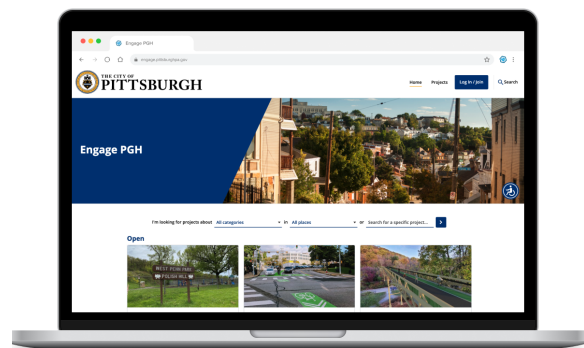 Engage PGH
engage.pittsburghpa.gov
THE CITY OF
PITTSBURGH
Home Projects Log In / Join Search
Engage PGH
I'm looking for projects about All categories in All places or Search for a specific project...
Open
WEST PENN PARK
POLISH HILL